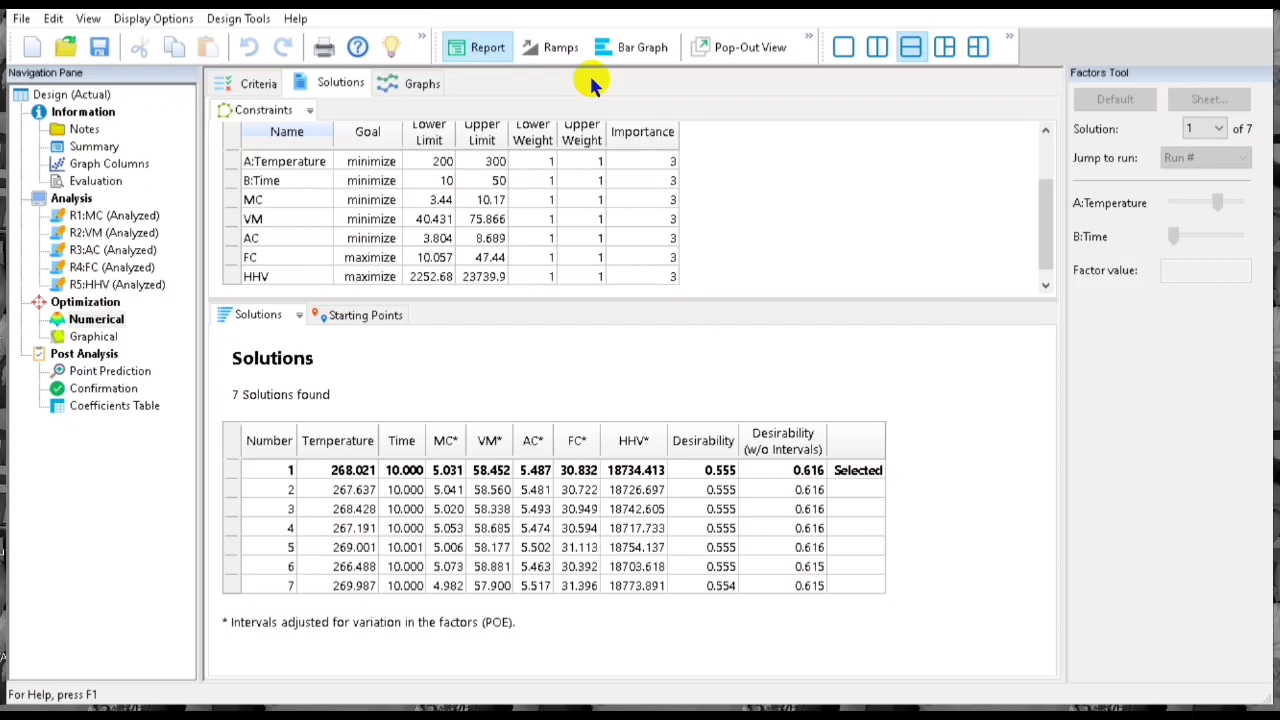 File Edit View Display Options Design Tools Help
» Report Ramps Bar Graph Pop-Out View » »
Navigation Pane
Design (Actual)
Information
Notes
Summary
Graph Columns
Evaluation
Analysis
R1:MC (Analyzed)
R2:VM (Analyzed)
R3:AC (Analyzed)
R4:FC (Analyzed)
R5:HHV (Analyzed)
Optimization
Numerical
Graphical
Post Analysis
Point Prediction
Confirmation
Coefficients Table
Criteria Solutions Graphs
Constraints
Name Goal Lower Limit Upper Limit Lower Weight Upper Weight Importance
A:Temperature minimize 200 300 1 1 3
B:Time minimize 10 50 1 1 3
MC minimize 3.44 10.17 1 1 3
VM minimize 40.431 75.866 1 1 3
AC minimize 3.804 8.689 1 1 3
FC maximize 10.057 47.44 1 1 3
HHV maximize 2252.68 23739.9 1 1 3
Solutions Starting Points
Solutions
7 Solutions found
Number Temperature Time MC* VM* AC* FC* HHV* Desirability Desirability (w/o Intervals)
1 268.021 10.000 5.031 58.452 5.487 30.832 18734.413 0.555 0.616 Selected
2 267.637 10.000 5.041 58.560 5.481 30.722 18726.697 0.555 0.616
3 268.428 10.000 5.020 58.338 5.493 30.949 18742.605 0.555 0.616
4 267.191 10.000 5.053 58.685 5.474 30.594 18717.733 0.555 0.616
5 269.001 10.001 5.006 58.177 5.502 31.113 18754.137 0.555 0.616
6 266.488 10.000 5.073 58.881 5.463 30.392 18703.618 0.555 0.615
7 269.987 10.000 4.982 57.900 5.517 31.396 18773.891 0.554 0.615
* Intervals adjusted for variation in the factors (POE).
Factors Tool
Default Sheet...
Solution: 1 of 7
Jump to run: Run #
A:Temperature
B:Time
Factor value:
For Help, press F1